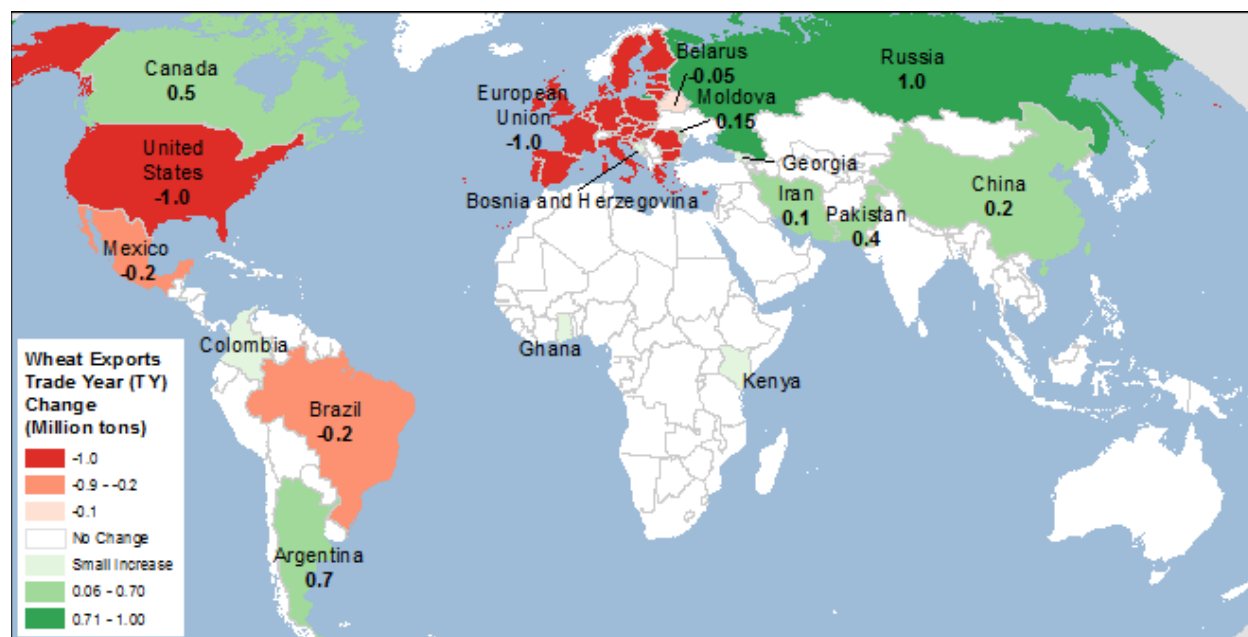 Canada
0.5
United
States
-1.0
Mexico
-0.2
Colombia
Brazil
-0.2
Argentina
0.7
European
Union
-1.0
Belarus
-0.05
Moldova
0.15
Russia
1.0
Bosnia and Herzegovina
Georgia
Iran
0.1
Pakistan
0.4
China
0.2
Ghana
Kenya
Wheat Exports
Trade Year (TY)
Change
(Million tons)
-1.0
-0.9 - -0.2
-0.1
No Change
Small Increase
0.06 - 0.70
0.71 - 1.00